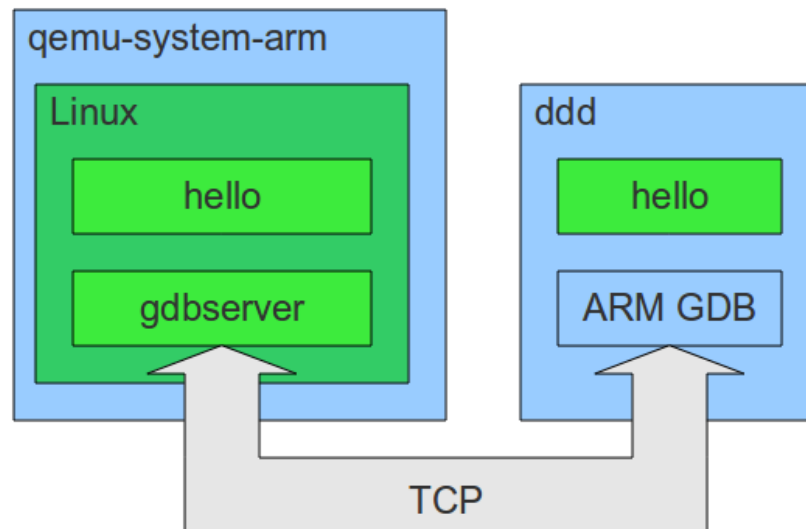 qemu-system-arm
Linux
hello
gdbserver
ddd
hello
ARM GDB
TCP